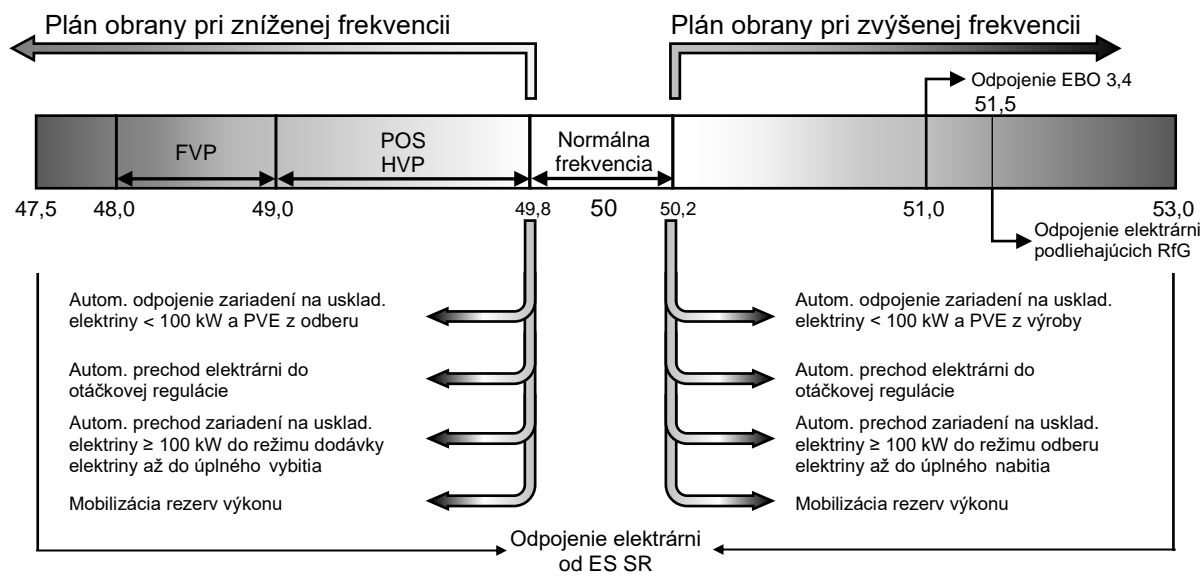 Plán obrany pri zníženej frekvencii
Plán obrany pri zvýšenej frekvencii
Odpojenie EBO 3,4
51,5
FVP
POS
HVP
Normálna
frekvencia
47,5
48,0
49,0
49,8
50
50,2
51,0
53,0
Odpojenie elektrárni
podliehajúcich RfG
Autom. odpojenie zariadení na usklad.
elektriny < 100 kW a PVE z odberu
Autom. prechod elektrárni do
otáčkovej regulácie
Autom. prechod zariadení na usklad.
elektriny ≥ 100 kW do režimu dodávky
elektriny až do úplného vybitia
Mobilizácia rezerv výkonu
Autom. odpojenie zariadení na usklad.
elektriny < 100 kW a PVE z výroby
Autom. prechod elektrárni do
otáčkovej regulácie
Autom. prechod zariadení na usklad.
elektriny ≥ 100 kW do režimu odberu
elektriny až do úplného nabitia
Mobilizácia rezerv výkonu
Odpojenie elektrárni
od ES SR